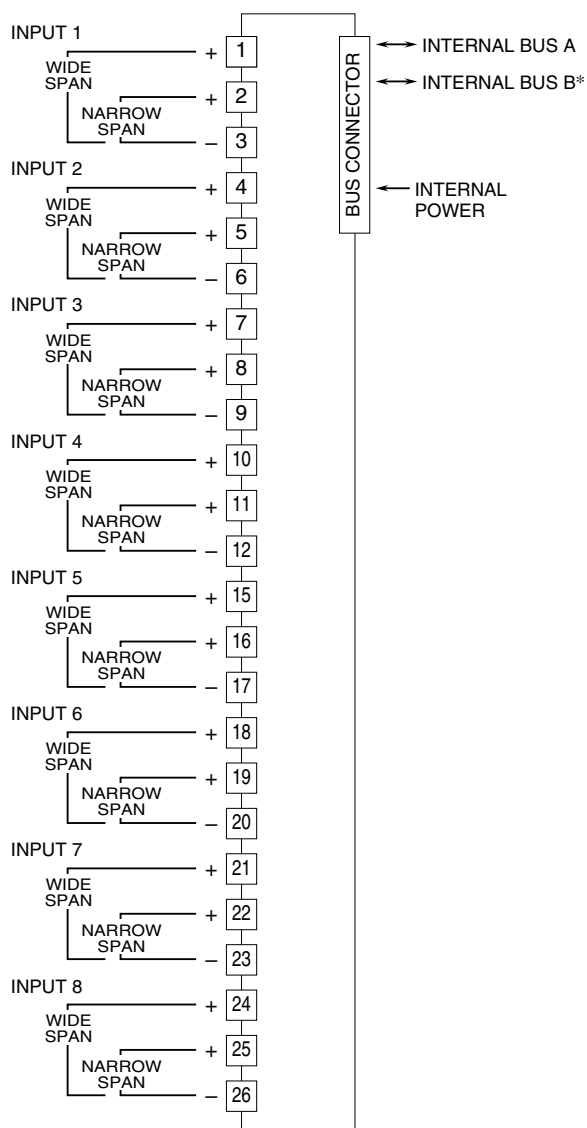 INPUT 1
WIDE
SPAN
NARROW
SPAN
+ 1
+ 2
− 3
INPUT 2
WIDE
SPAN
NARROW
SPAN
+ 4
+ 5
− 6
INPUT 3
WIDE
SPAN
NARROW
SPAN
+ 7
+ 8
− 9
INPUT 4
WIDE
SPAN
NARROW
SPAN
+ 10
+ 11
− 12
INPUT 5
WIDE
SPAN
NARROW
SPAN
+ 15
+ 16
− 17
INPUT 6
WIDE
SPAN
NARROW
SPAN
+ 18
+ 19
− 20
INPUT 7
WIDE
SPAN
NARROW
SPAN
+ 21
+ 22
− 23
INPUT 8
WIDE
SPAN
NARROW
SPAN
+ 24
+ 25
− 26
BUS CONNECTOR
INTERNAL BUS A
INTERNAL BUS B*
INTERNAL
POWER